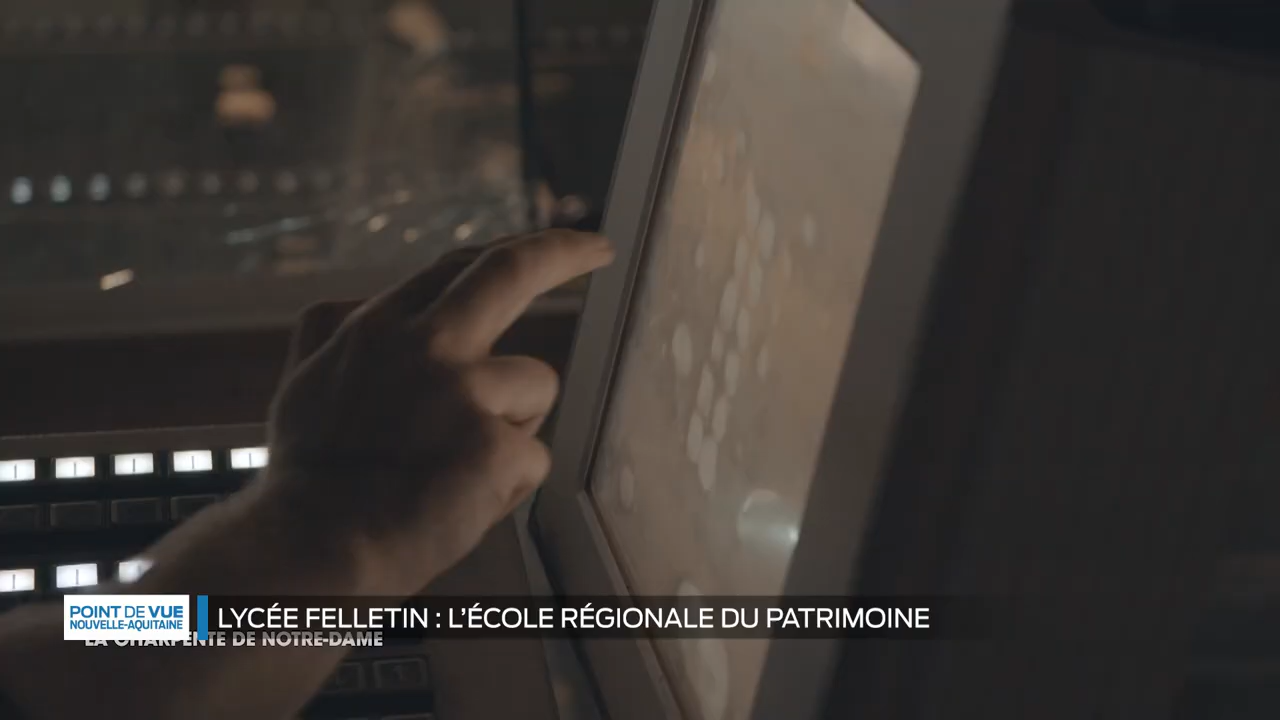 POINT DE VUE
NOUVELLE-AQUITAINE
LYCÉE FELLETIN : L'ÉCOLE RÉGIONALE DU PATRIMOINE
LA CHARPENTE DE NOTRE-DAME